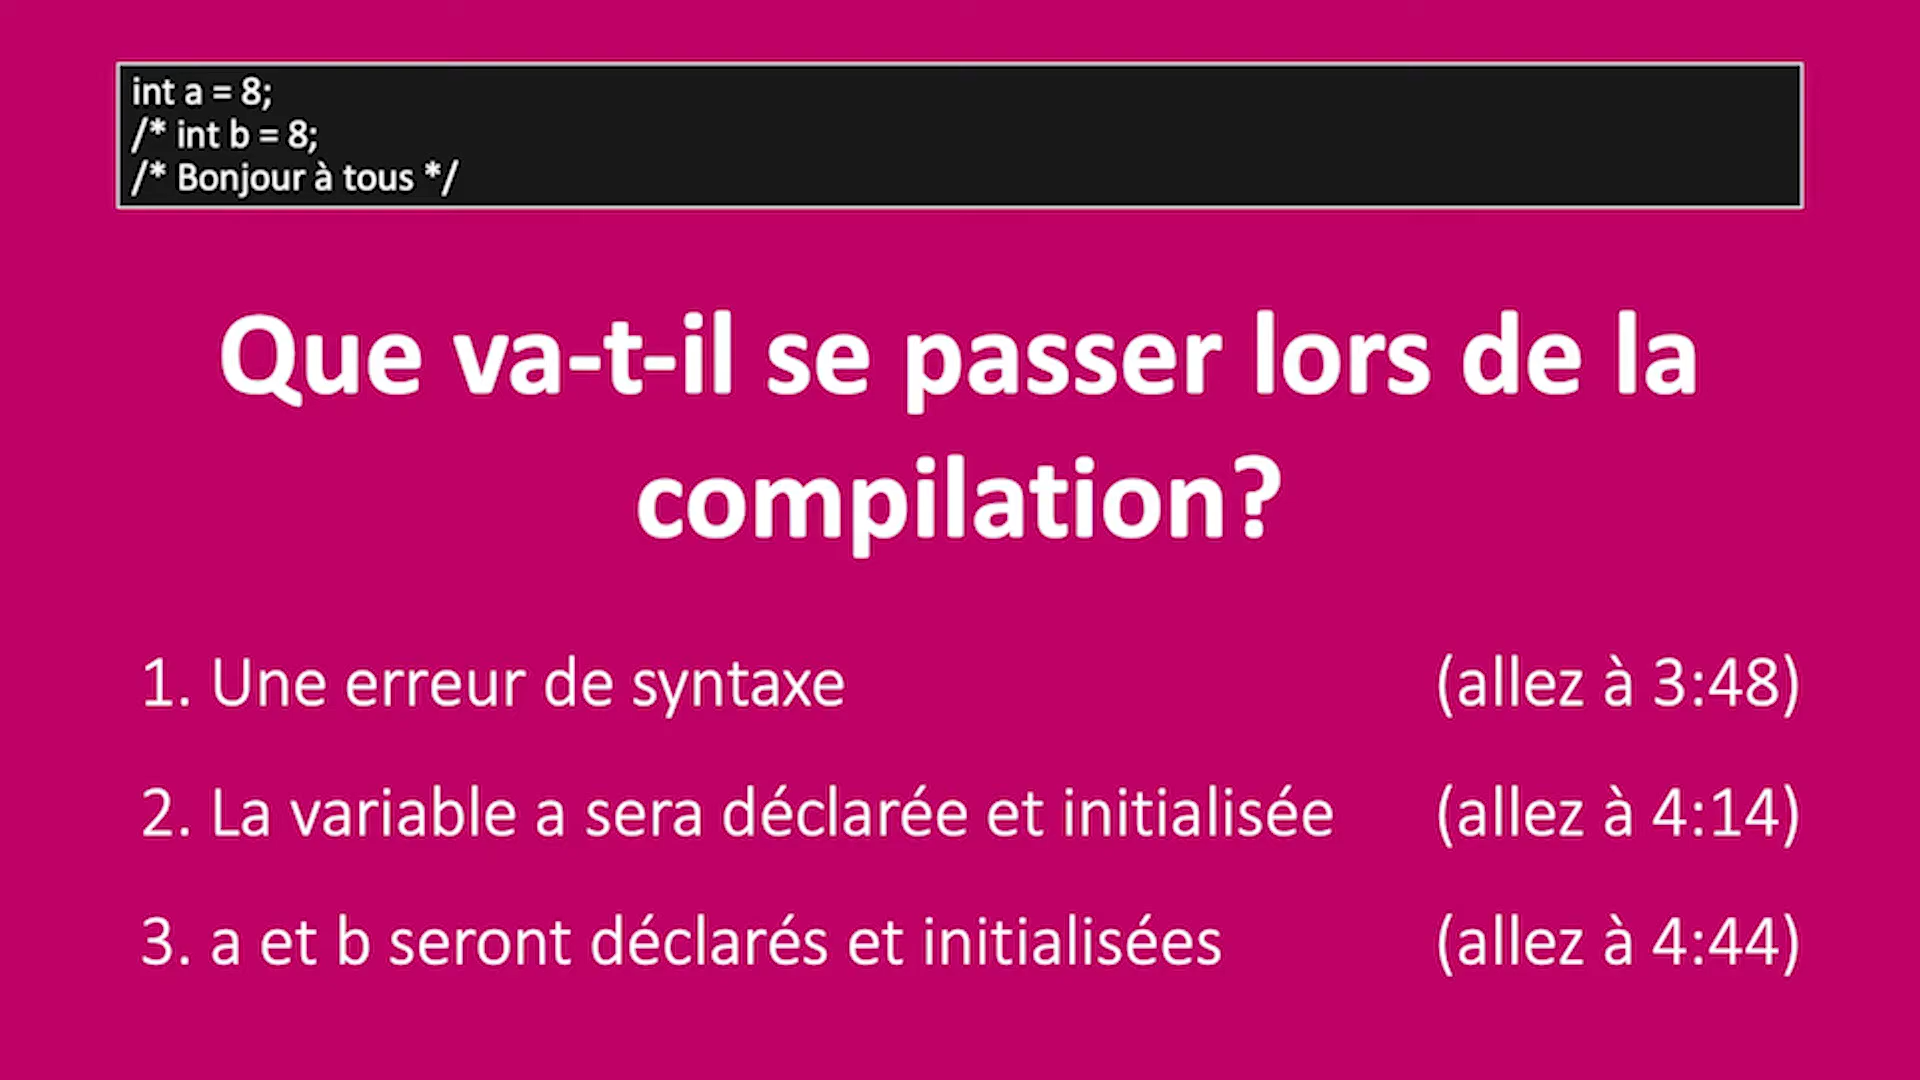 int a = 8;
/* int b = 8;
/* Bonjour à tous */
Que va-t-il se passer lors de la
compilation?
1. Une erreur de syntaxe (allez à 3:48)
2. La variable a sera déclarée et initialisée (allez à 4:14)
3. a et b seront déclarés et initialisées (allez à 4:44)